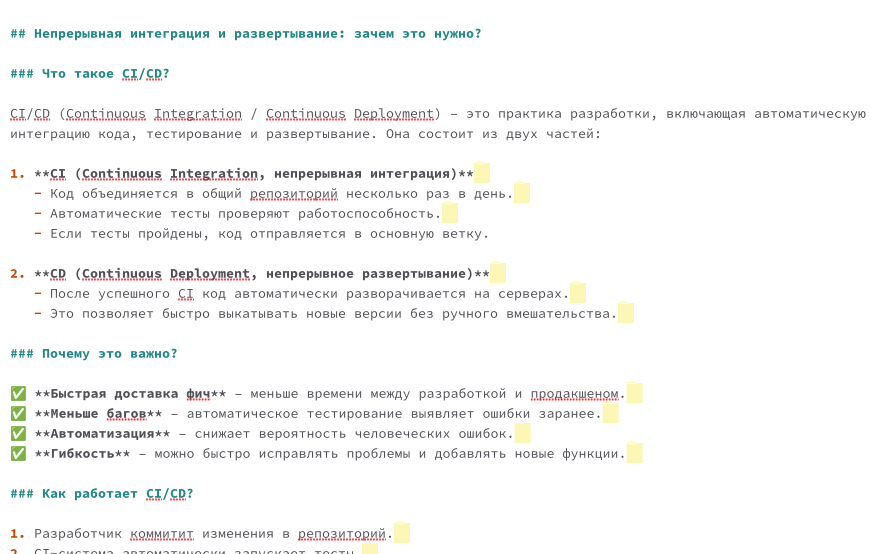 ## Непрерывная интеграция и развертывание: зачем это нужно?
### Что такое CI/CD?
CI/CD (Continuous Integration / Continuous Deployment) – это практика разработки, включающая автоматическую
интеграцию кода, тестирование и развертывание. Она состоит из двух частей:
1. **CI (Continuous Integration, непрерывная интеграция)**
– Код объединяется в общий репозиторий несколько раз в день.
– Автоматические тесты проверяют работоспособность.
– Если тесты пройдены, код отправляется в основную ветку.
2. **CD (Continuous Deployment, непрерывное развертывание)**
– После успешного CI код автоматически разворачивается на серверах.
– Это позволяет быстро выкатывать новые версии без ручного вмешательства.
### Почему это важно?
✅ **Быстрая доставка фич** – меньше времени между разработкой и продакшеном.
✅ **Меньше багов** – автоматическое тестирование выявляет ошибки заранее.
✅ **Автоматизация** – снижает вероятность человеческих ошибок.
✅ **Гибкость** – можно быстро исправлять проблемы и добавлять новые функции.
### Как работает CI/CD?
1. Разработчик коммитит изменения в репозиторий.
2. CI-система автоматически запускает тесты.